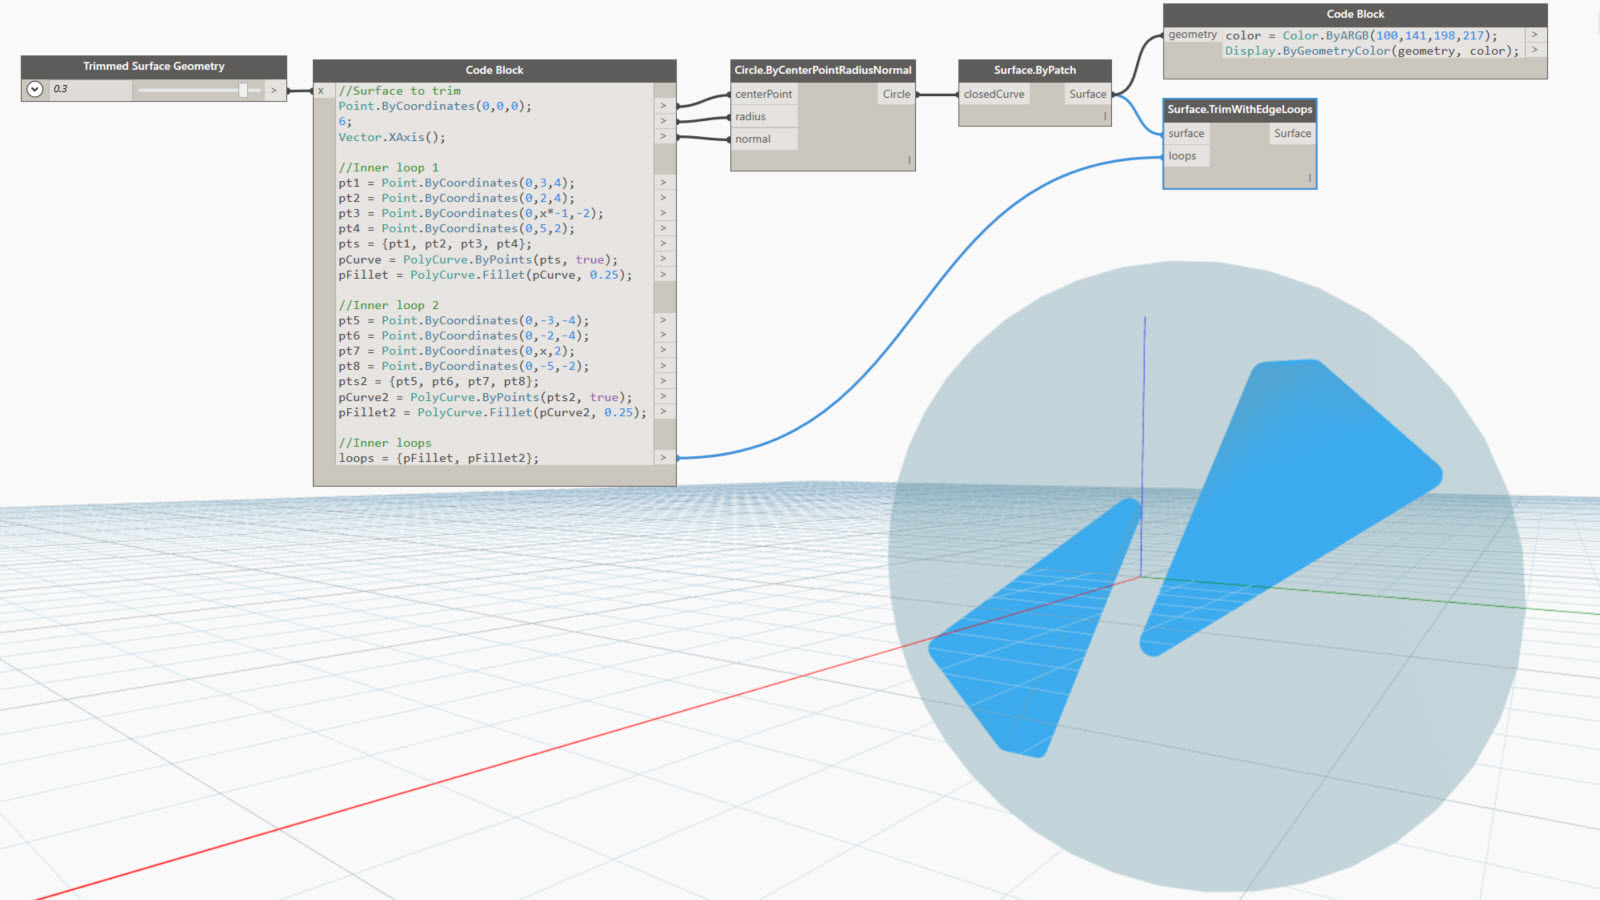 Trimmed Surface Geometry
0.3
>
Code Block
x
//Surface to trim
Point.ByCoordinates(0,0,0); >
6; >
Vector.XAxis(); >
//Inner loop 1
pt1 = Point.ByCoordinates(0,3,4); >
pt2 = Point.ByCoordinates(0,2,4); >
pt3 = Point.ByCoordinates(0,x*-1,-2); >
pt4 = Point.ByCoordinates(0,5,2); >
pts = {pt1, pt2, pt3, pt4}; >
pCurve = PolyCurve.ByPoints(pts, true); >
pFillet = PolyCurve.Fillet(pCurve, 0.25); >
//Inner loop 2
pt5 = Point.ByCoordinates(0,-3,-4); >
pt6 = Point.ByCoordinates(0,-2,-4); >
pt7 = Point.ByCoordinates(0,x,2); >
pt8 = Point.ByCoordinates(0,-5,-2); >
pts2 = {pt5, pt6, pt7, pt8}; >
pCurve2 = PolyCurve.ByPoints(pts2, true); >
pFillet2 = PolyCurve.Fillet(pCurve2, 0.25); >
//Inner loops
loops = {pFillet, pFillet2}; >
Circle.ByCenterPointRadiusNormal
centerPoint Circle
radius
normal
l
Surface.ByPatch
closedCurve Surface
l
Code Block
geometry color = Color.ByARGB(100,141,198,217); >
Display.ByGeometryColor(geometry, color); >
Surface.TrimWithEdgeLoops
surface Surface
loops
l